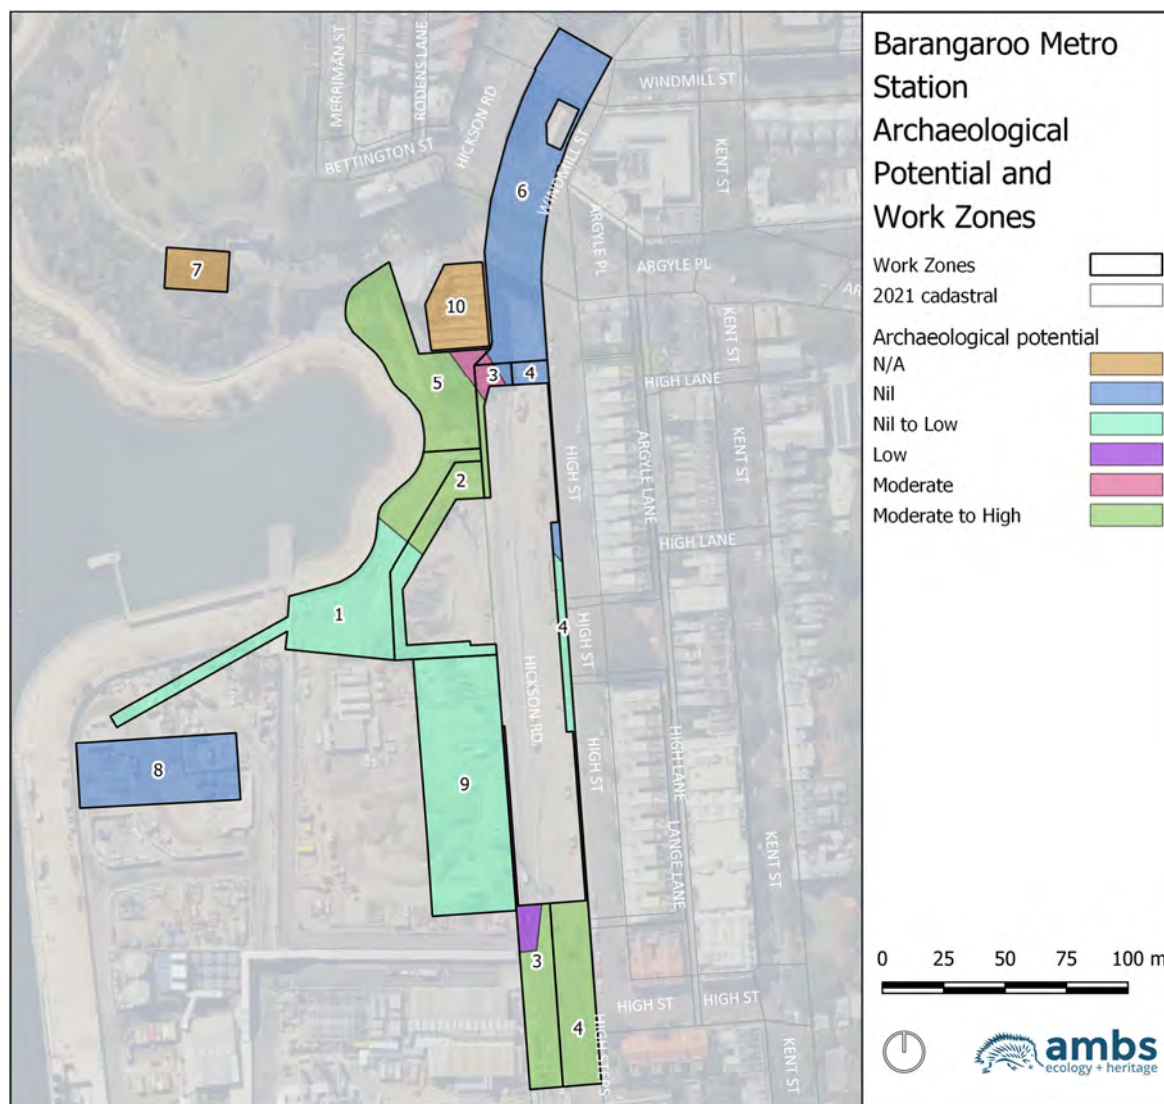 Barangaroo Metro
Station
Archaeological
Potential and
Work Zones
Work Zones
2021 cadastral
Archaeological potential
N/A
Nil
Nil to Low
Low
Moderate
Moderate to High
0 25 50 75 100 m
ambs
ecology + heritage
MERRIMAN ST
RODENS LANE
HICKSON RD
BETTINGTON ST
WINDMILL ST
KENT ST
WINDMILL ST
6
ARGYLE PL
ARGYLE PL
AR
7
10
5
3
4
KENT ST
HIGH LANE
HIGH ST
ARGYLE LANE
KENT ST
2
HIGH LANE
1
4
HIGH ST
HICKSON RD
8
9
HIGH ST
HIGH LANE
LANGE LANE
KENT ST
3
4
HIGH ST
HIGH ST
HIGH STEPS
KENT ST